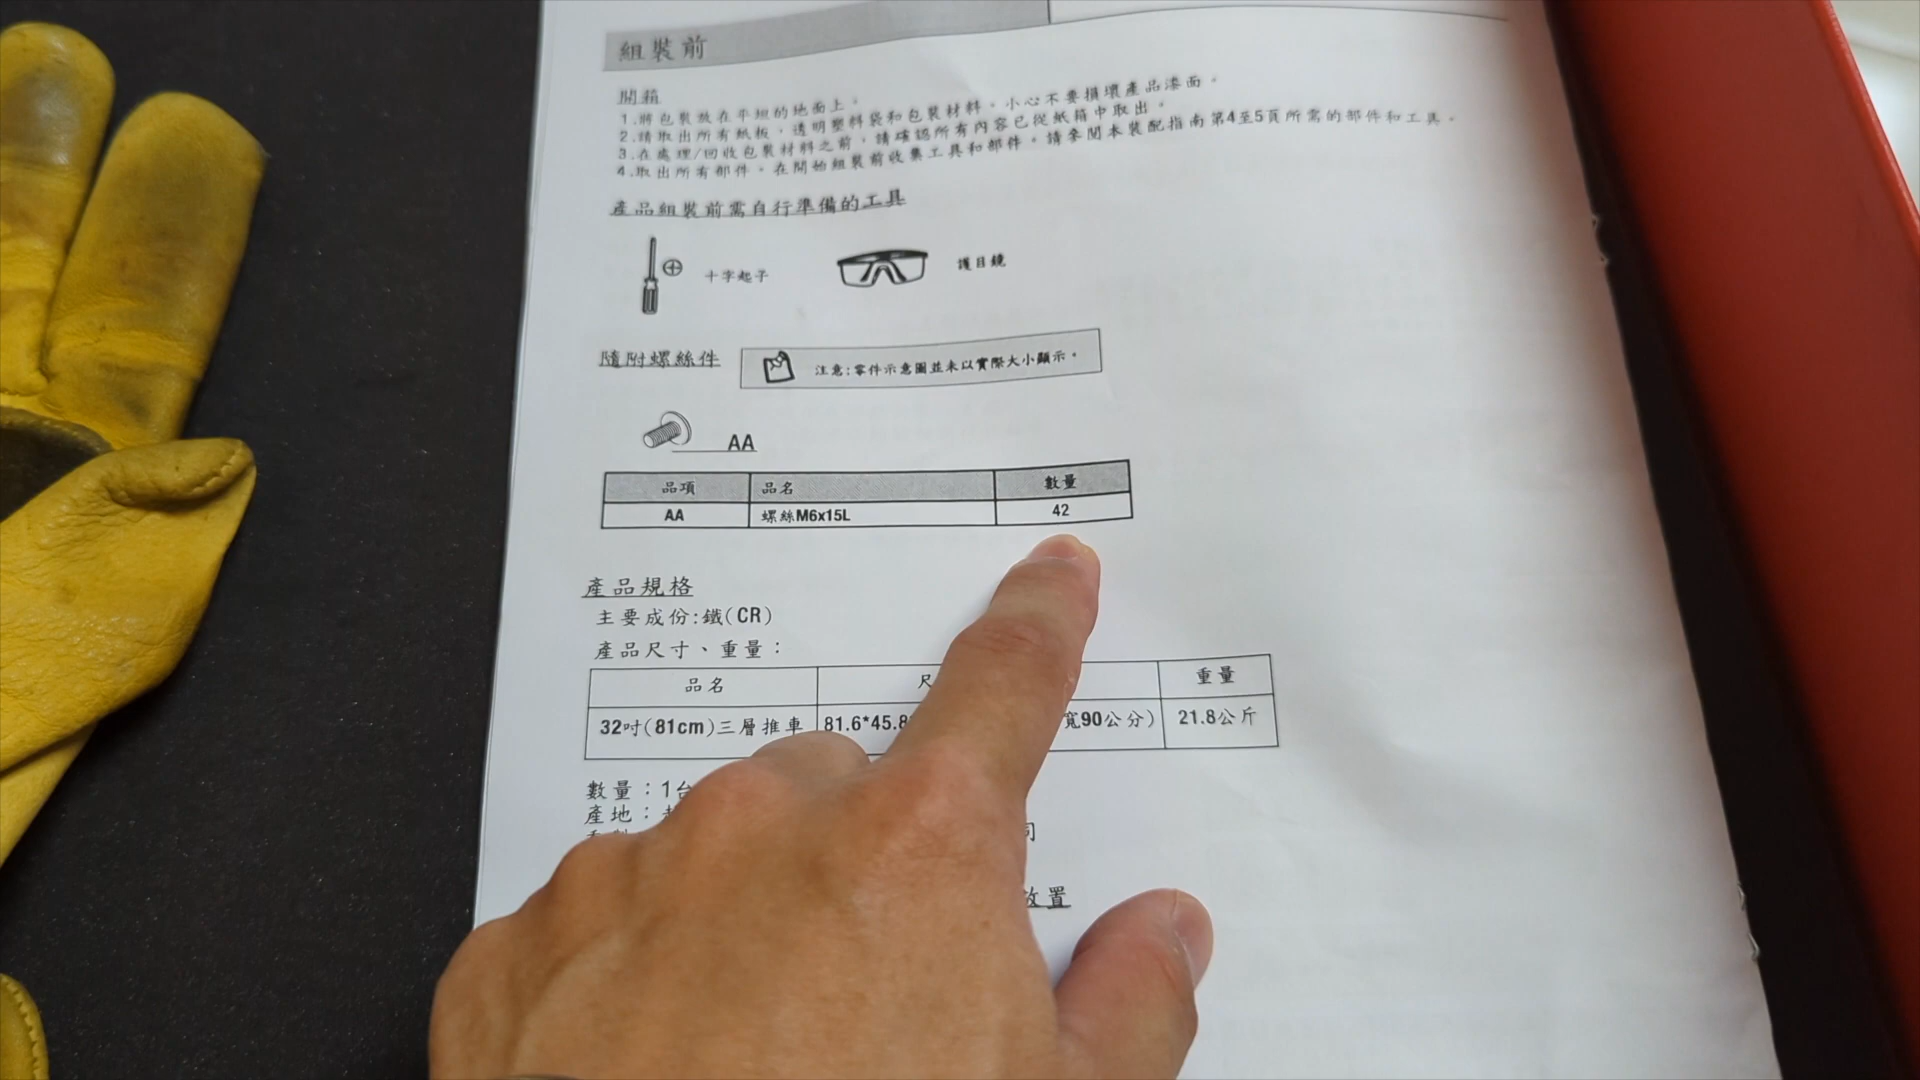 組裝前
開箱
1.將包裝放在平坦的地面上。
2.請取出所有紙板,透明塑料袋和包裝材料。小心不要損壞產品漆面。
3.在處理/回收包裝材料之前,請確認所有內容已從紙箱中取出。
4.取出所有部件。在開始組裝前收集工具和部件。請參閱本裝配指南第4至5頁所需的部件和工具。
產品組裝前需自行準備的工具
十字起子
護目鏡
隨附螺絲件
注意:零件示意圖並未以實際大小顯示。
AA
品項 品名 數量
AA 螺絲M6x15L 42
產品規格
主要成份:鐵(CR)
產品尺寸、重量:
品名 尺 重量
32吋(81cm)三層推車 81.6*45.8 寬90公分) 21.8公斤
數量:1台
產地:
司
放置